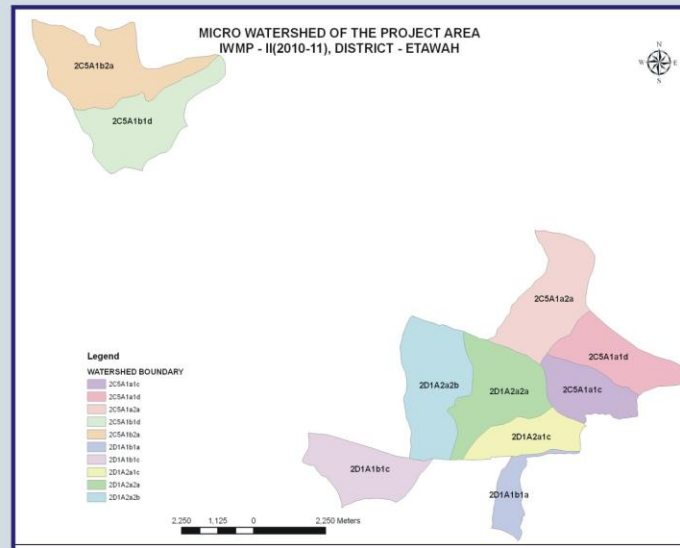 MICRO WATERSHED OF THE PROJECT AREA
IWMP - II(2010-11), DISTRICT - ETAWAH
N
W E
S
2C5A1b2a
2C5A1b1d
2C5A1a2a
2C5A1a1d
2C5A1a1c
2D1A2a2b
2D1A2a2a
2D1A2a1c
2D1A1b1c
2D1A1b1a
Legend
WATERSHED BOUNDARY
2C5A1a1c
2C5A1a1d
2C5A1a2a
2C5A1b1d
2C5A1b2a
2D1A1b1a
2D1A1b1c
2D1A2a1c
2D1A2a2a
2D1A2a2b
2,250 1,125 0 2,250 Meters